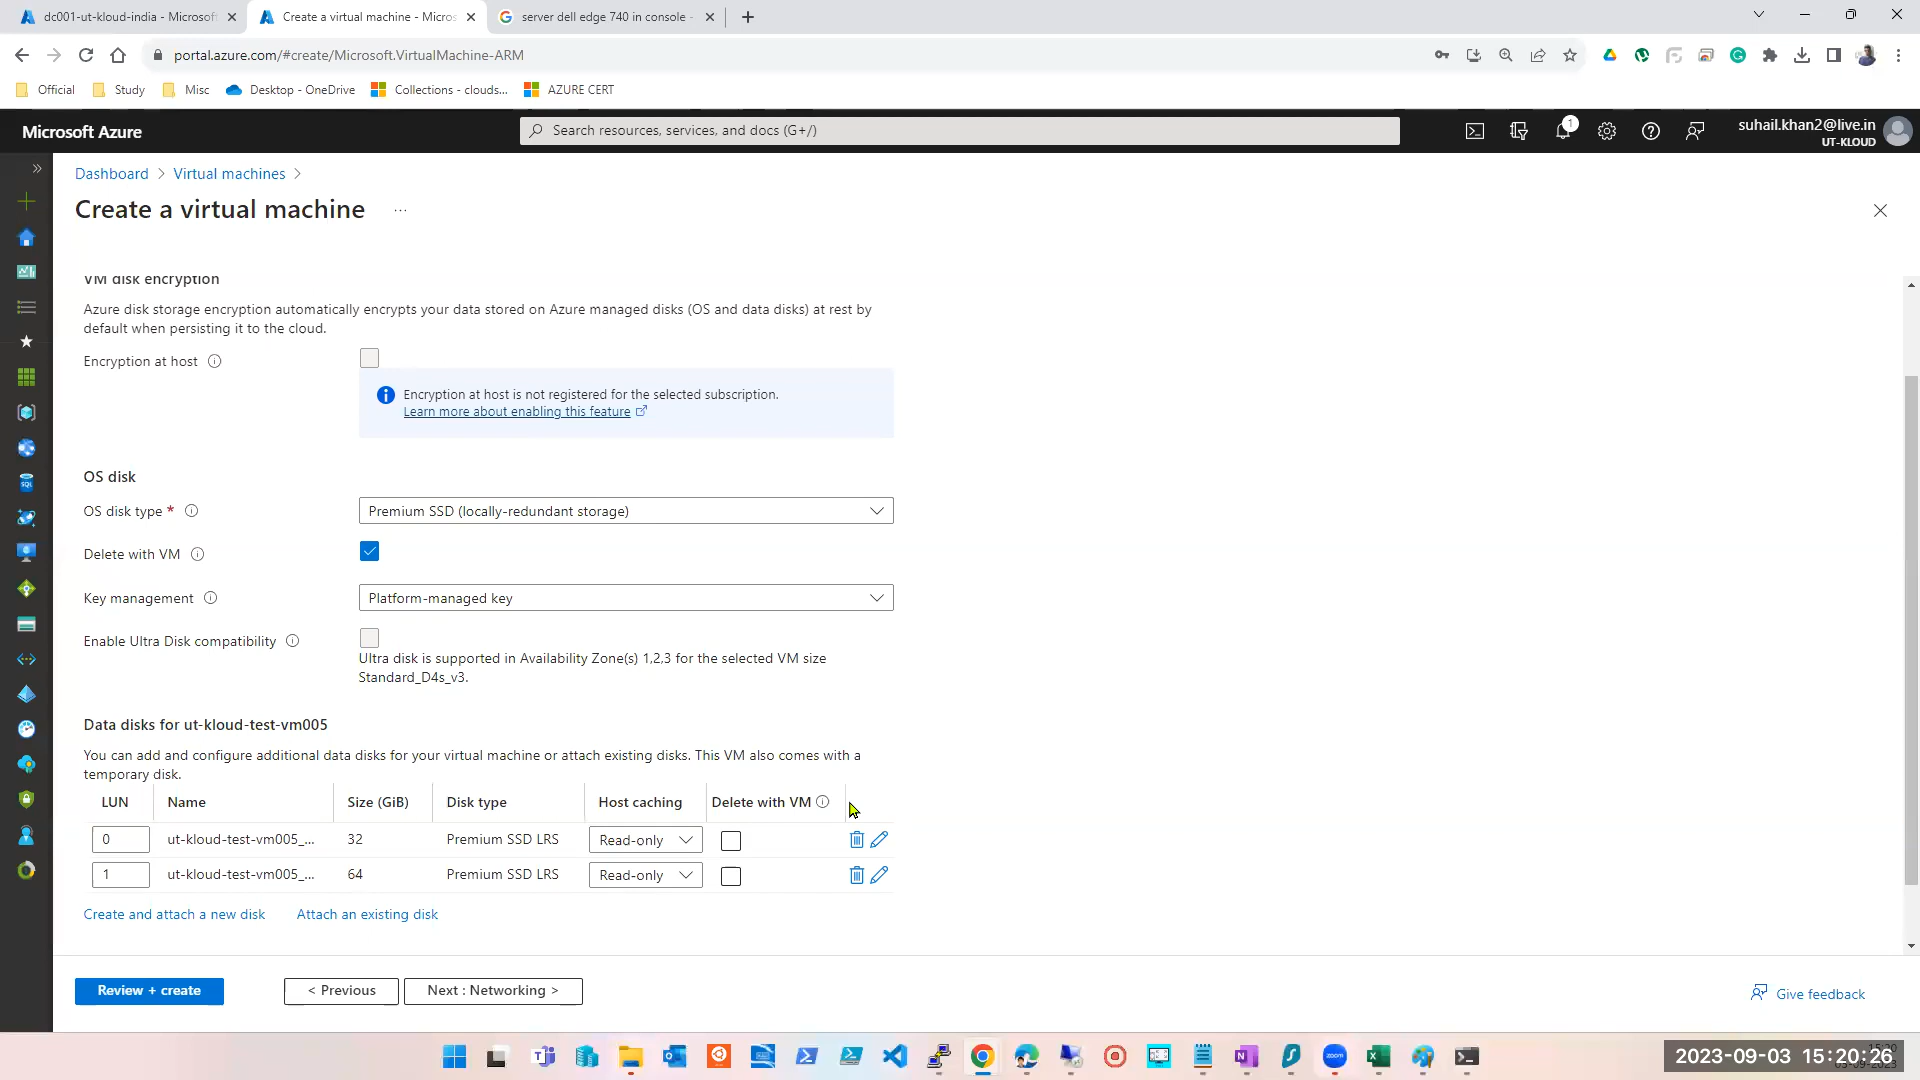 dc001-ut-kloud-india - Microsoft
Create a virtual machine - Micros
server dell edge 740 in console -
portal.azure.com/#create/Microsoft.VirtualMachine-ARM
Official
Study
Misc
Desktop - OneDrive
Collections - clouds...
AZURE CERT
Microsoft Azure
Search resources, services, and docs (G+/)
1
suhail.khan2@live.in
UT-KLOUD
Dashboard > Virtual machines >
Create a virtual machine ...
VM disk encryption
Azure disk storage encryption automatically encrypts your data stored on Azure managed disks (OS and data disks) at rest by
default when persisting it to the cloud.
Encryption at host
Encryption at host is not registered for the selected subscription.
Learn more about enabling this feature
OS disk
OS disk type *
Premium SSD (locally-redundant storage)
Delete with VM
Key management
Platform-managed key
Enable Ultra Disk compatibility
Ultra disk is supported in Availability Zone(s) 1,2,3 for the selected VM size
Standard_D4s_v3.
Data disks for ut-kloud-test-vm005
You can add and configure additional data disks for your virtual machine or attach existing disks. This VM also comes with a
temporary disk.
LUN Name Size (GiB) Disk type Host caching Delete with VM
0 ut-kloud-test-vm005_... 32 Premium SSD LRS Read-only
1 ut-kloud-test-vm005_... 64 Premium SSD LRS Read-only
Create and attach a new disk Attach an existing disk
Review + create
< Previous
Next : Networking >
Give feedback
SQL
zoom
2023-09-03 15:20:26